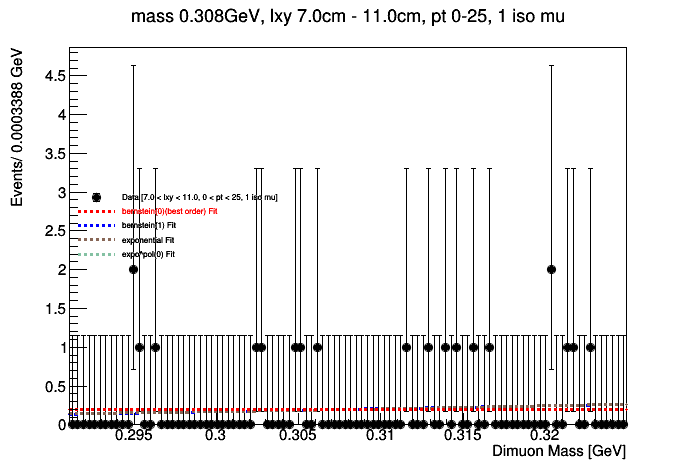 mass 0.308GeV, lxy 7.0cm - 11.0cm, pt 0-25, 1 iso mu
Events/ 0.0003388 GeV
4.5
4
3.5
3
2.5
2
1.5
1
0.5
0
Data [7.0 < lxy < 11.0, 0 < pt < 25, 1 iso mu]
bernstein[0](best order) Fit
bernstein[1) Fit
exponential Fit
expo*pol(0) Fit
0.295
0.3
0.305
0.31
0.315
0.32
Dimuon Mass [GeV]